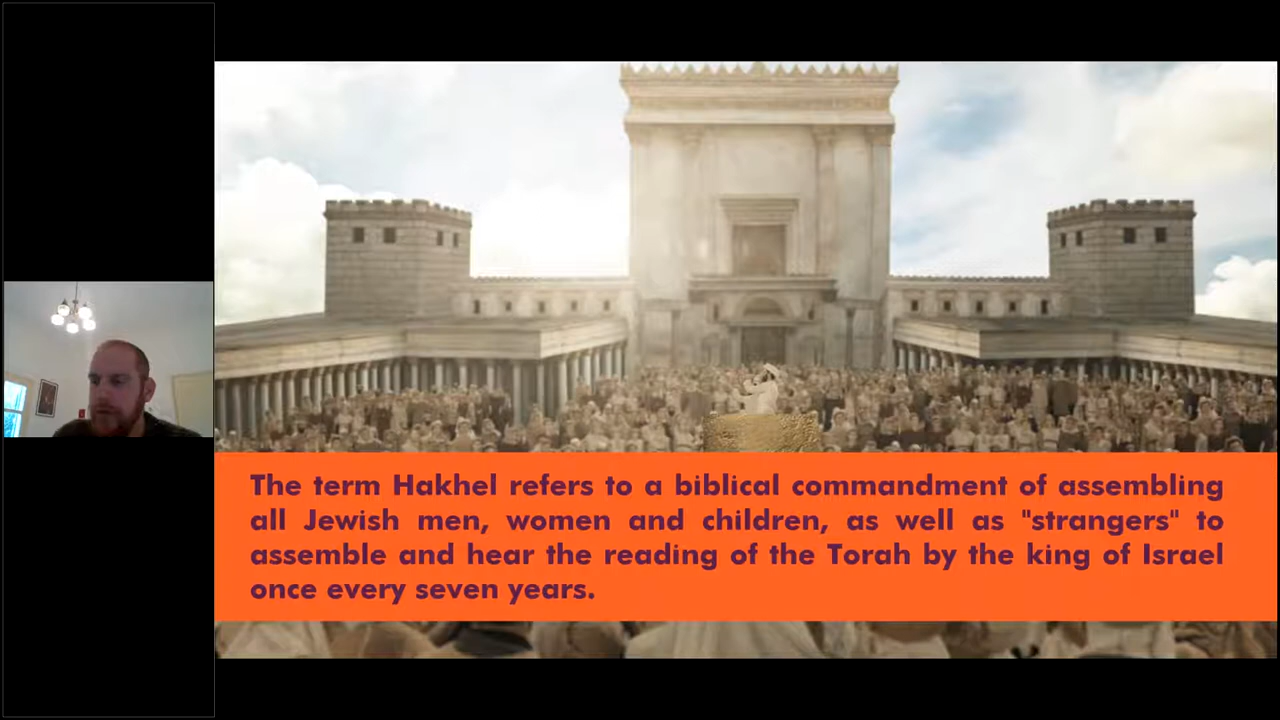 The term Hakhel refers to a biblical commandment of assembling
all Jewish men, women and children, as well as "strangers" to
assemble and hear the reading of the Torah by the king of Israel
once every seven years.